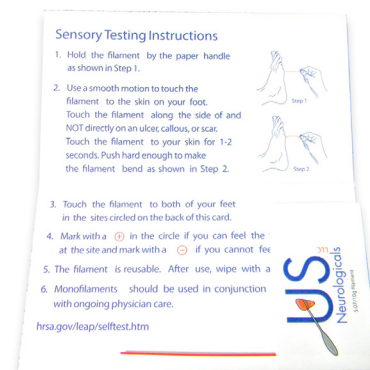 Sensory Testing Instructions
1. Hold the filament by the paper handle
as shown in Step 1.
2. Use a smooth motion to touch the
filament to the skin on your foot.
Touch the filament along the side of and
NOT directly on an ulcer, callous, or scar.
Touch the filament to your skin for 1-2
seconds. Push hard enough to make
the filament bend as shown in Step 2.
Step 1
Step 2
3. Touch the filament to both of your feet
in the sites circled on the back of this card.
4. Mark with a + in the circle if you can feel the
at the site and mark with a − if you cannot fee
5. The filament is reusable. After use, wipe with a
6. Monofilaments should be used in conjunction
with ongoing physician care.
hrsa.gov/leap/selftest.htm
US
Neurologicals
5.07/10g filament